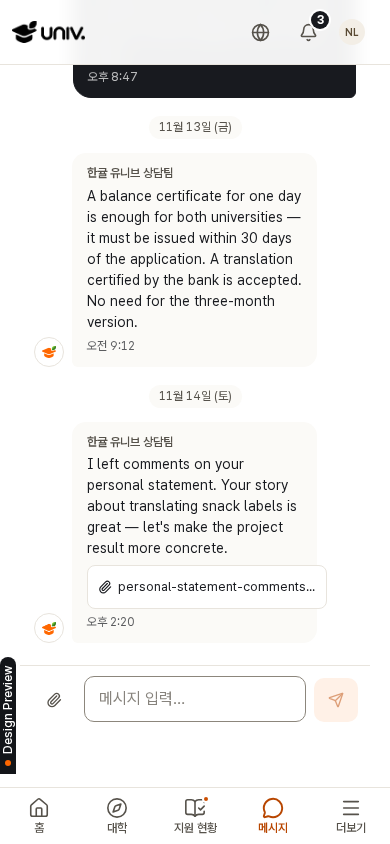 UNIV.
3
NL
오후 8:47
11월 13일 (금)
한귤 유니브 상담팀
A balance certificate for one day
is enough for both universities —
it must be issued within 30 days
of the application. A translation
certified by the bank is accepted.
No need for the three-month
version.
오전 9:12
11월 14일 (토)
한귤 유니브 상담팀
I left comments on your
personal statement. Your story
about translating snack labels is
great — let's make the project
result more concrete.
personal-statement-comments...
오후 2:20
Design Preview
메시지 입력...
홈
대학
지원 현황
메시지
더보기